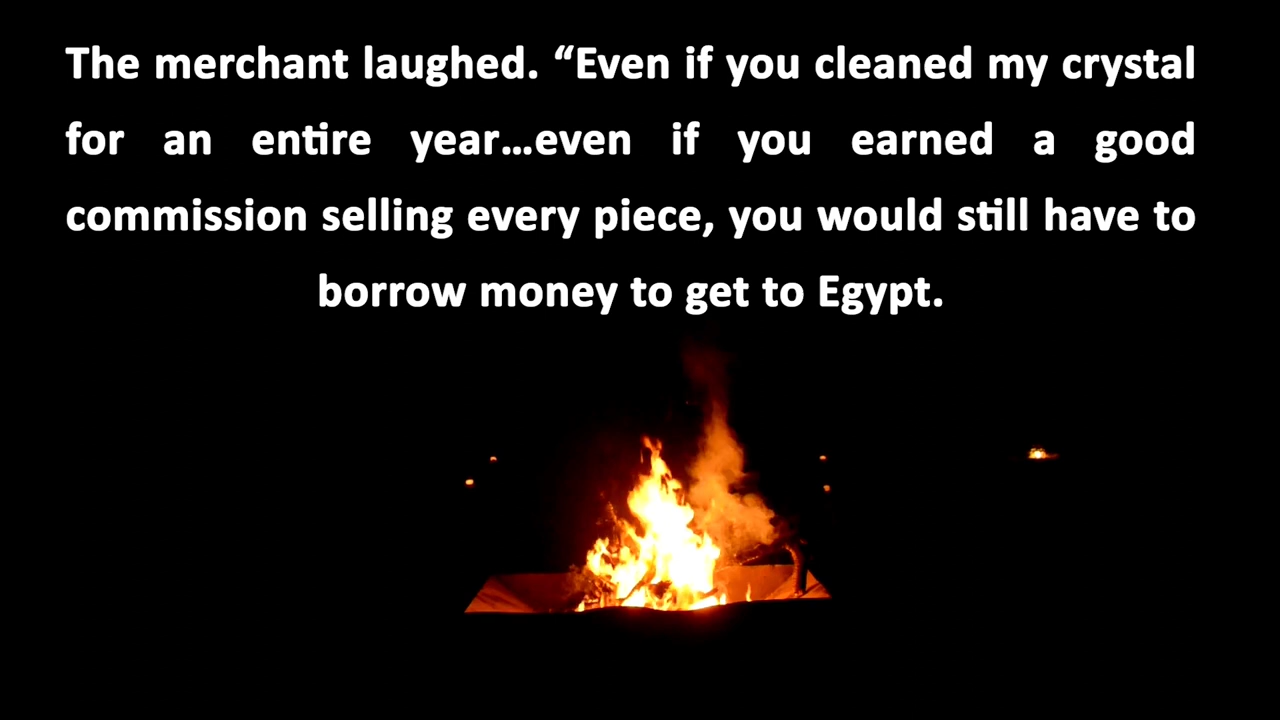 The merchant laughed. “Even if you cleaned my crystal
for an entire year…even if you earned a good
commission selling every piece, you would still have to
borrow money to get to Egypt.